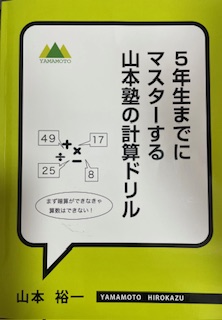 YAMAMOTO
5年生までに
マスターする
山本塾の計算ドリル
49
+
×
17
÷
−
25
8
まず暗算ができなきゃ
算数はできない!
山本 裕一
YAMAMOTO HIROKAZU